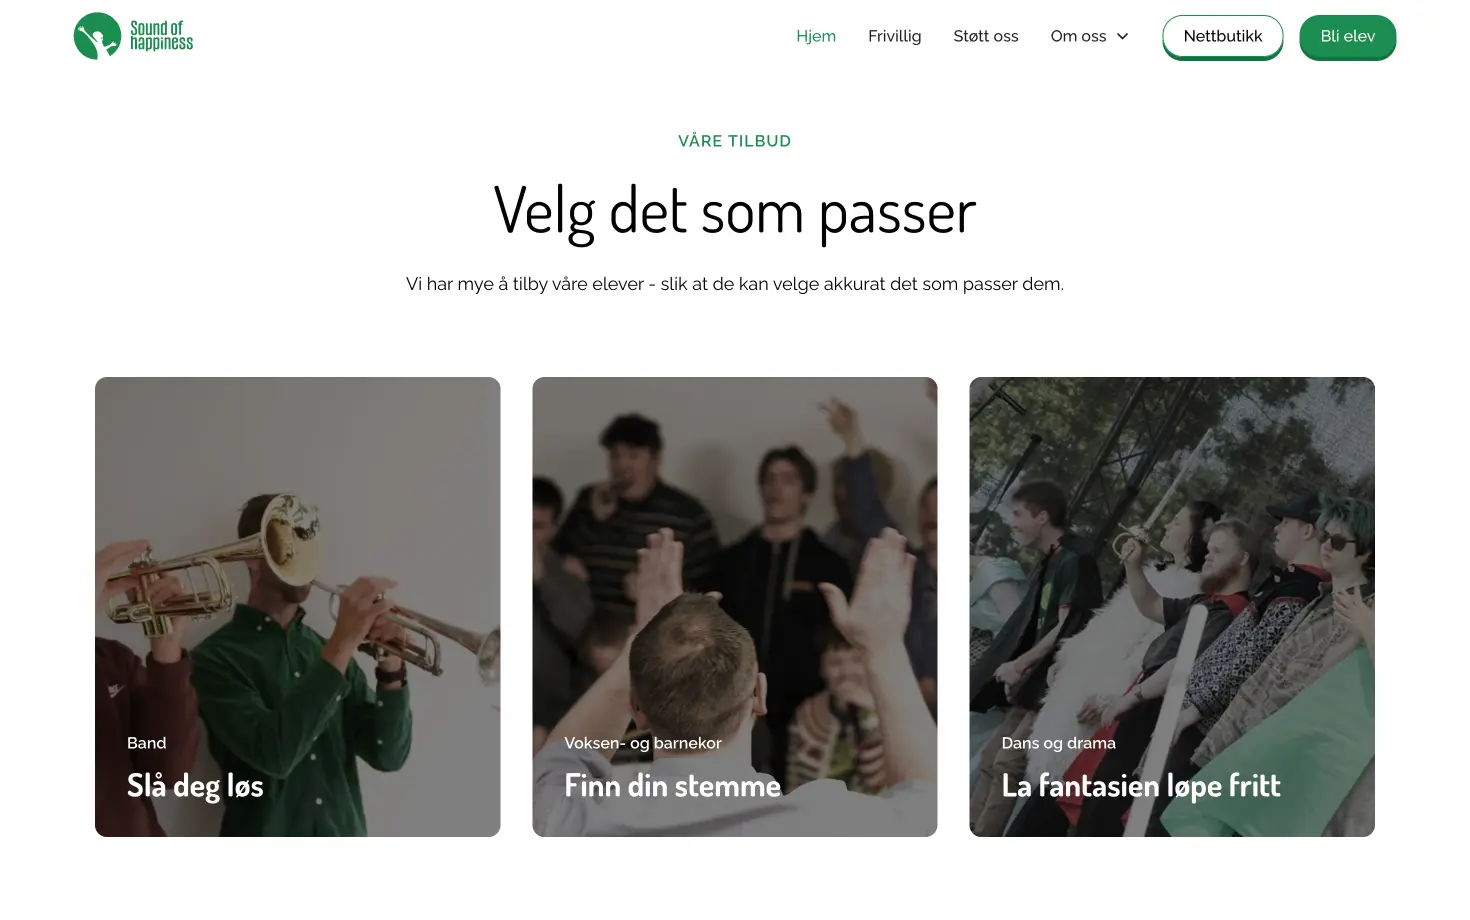 Sound of
happiness
Hjem
Frivillig
Støtt oss
Om oss
Nettbutikk
Bli elev
VÅRE TILBUD
Velg det som passer
Vi har mye å tilby våre elever - slik at de kan velge akkurat det som passer dem.
Band
Slå deg løs
Voksen- og barnekor
Finn din stemme
Dans og drama
La fantasien løpe fritt